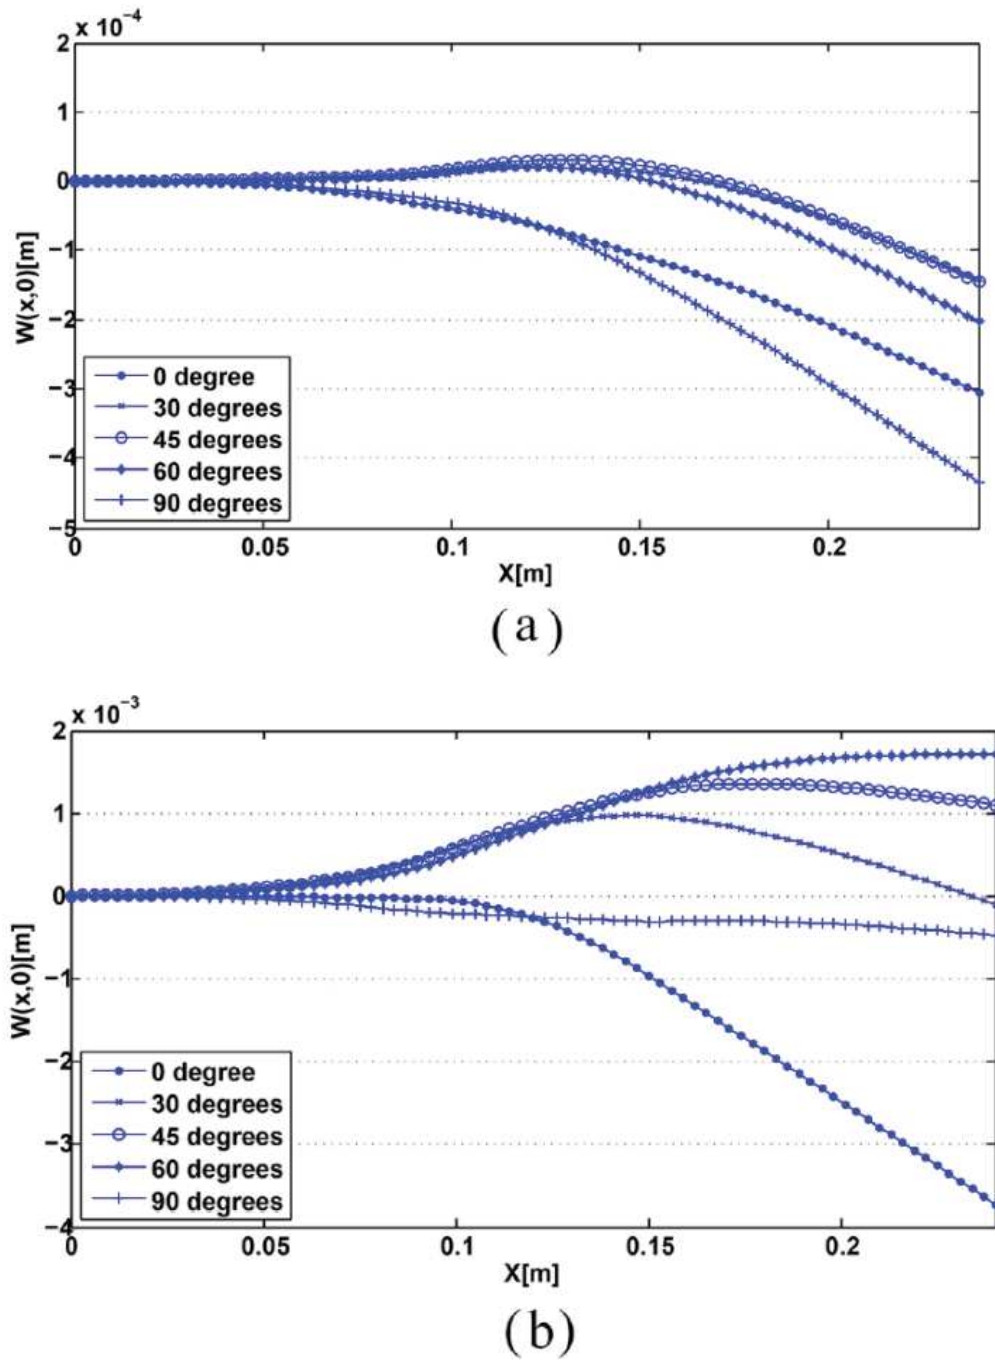 x 10⁻⁴
2
1
0
−1
−2
−3
−4
−5
W(x,0)[m]
0 degree
30 degrees
45 degrees
60 degrees
90 degrees
0 0.05 0.1 0.15 0.2
X[m]
(a)
x 10⁻³
2
1
0
−1
−2
−3
−4
W(x,0)[m]
0 degree
30 degrees
45 degrees
60 degrees
90 degrees
0 0.05 0.1 0.15 0.2
X[m]
(b)